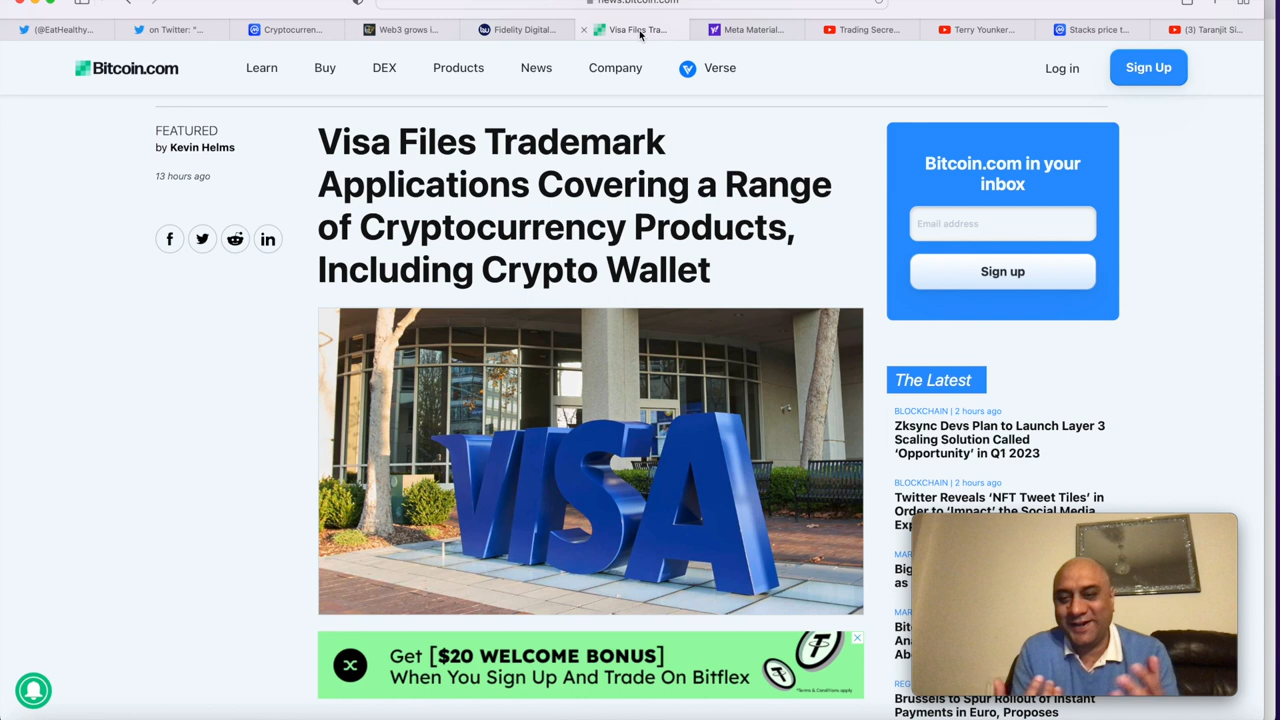 news.bitcoin.com
(@EatHealthy...
on Twitter: "...
Cryptocurren...
Web3 grows i...
Fidelity Digital...
Visa Files Tra...
Meta Material...
Trading Secre...
Terry Younker...
Stacks price t...
(3) Taranjit Si...
Bitcoin.com
Learn
Buy
DEX
Products
News
Company
Verse
Log in
Sign Up
FEATURED
by Kevin Helms
13 hours ago
Visa Files Trademark
Applications Covering a Range
of Cryptocurrency Products,
Including Crypto Wallet
VISA
Get [$20 WELCOME BONUS]
When You Sign Up And Trade On Bitflex
*Terms & Conditions apply
Bitcoin.com in your
inbox
Email address
Sign up
The Latest
BLOCKCHAIN | 2 hours ago
Zksync Devs Plan to Launch Layer 3
Scaling Solution Called
‘Opportunity’ in Q1 2023
BLOCKCHAIN | 2 hours ago
Twitter Reveals ‘NFT Tweet Tiles’ in
Order to ‘Impact’ the Social Media
Brussels to Spur Rollout of Instant
Payments in Euro, Proposes